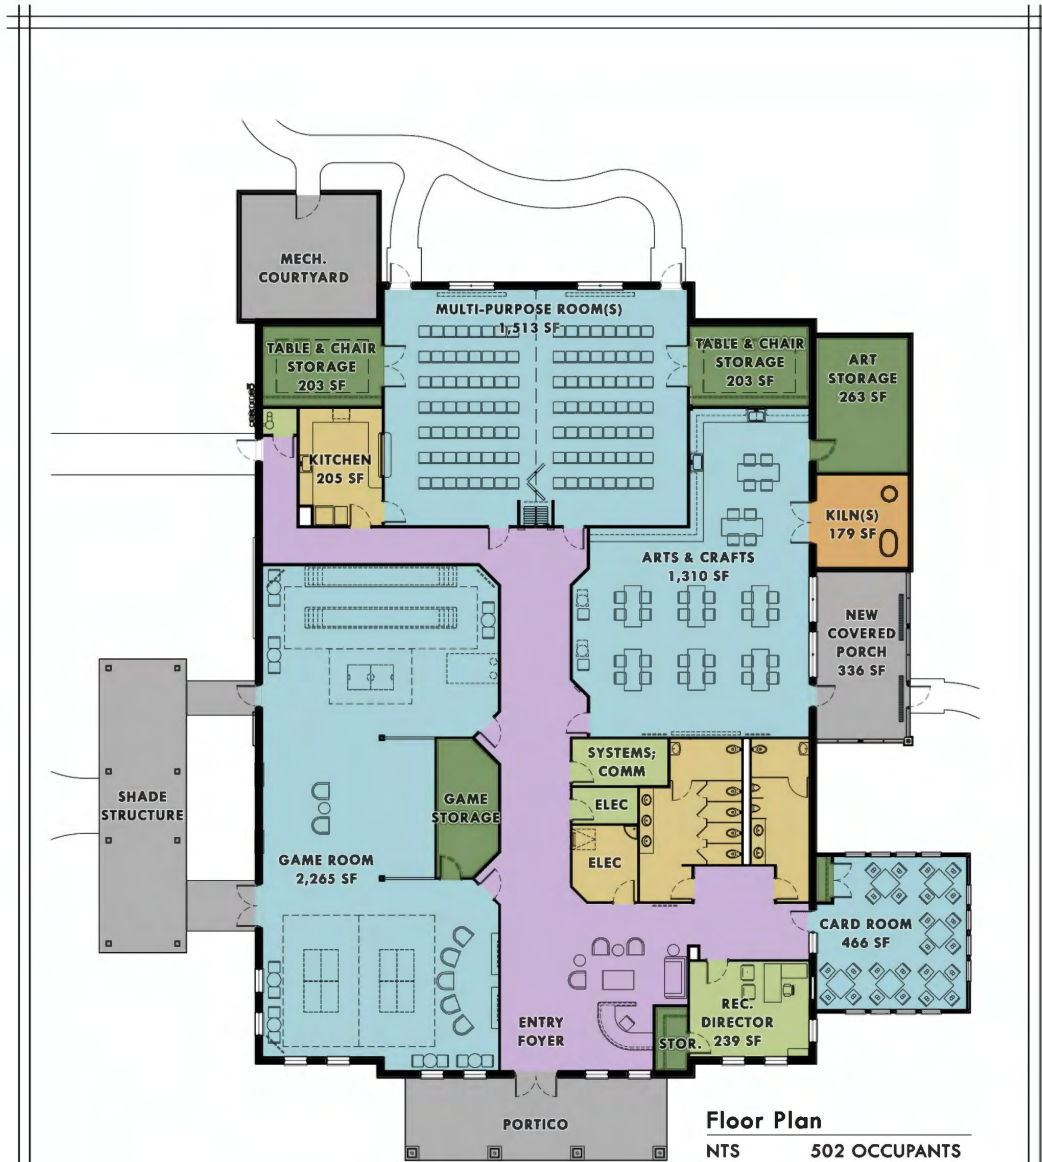 MECH.
COURTYARD
MULTI-PURPOSE ROOM(S)
1,513 SF
TABLE & CHAIR
STORAGE
203 SF
TABLE & CHAIR
STORAGE
203 SF
ART
STORAGE
263 SF
KITCHEN
205 SF
KILN(S)
179 SF
ARTS & CRAFTS
1,310 SF
NEW
COVERED
PORCH
336 SF
SYSTEMS;
COMM
SHADE
STRUCTURE
GAME
STORAGE
ELEC
ELEC
GAME ROOM
2,265 SF
CARD ROOM
466 SF
REC.
DIRECTOR
239 SF
ENTRY
FOYER
STOR.
PORTICO
Floor Plan
NTS 502 OCCUPANTS